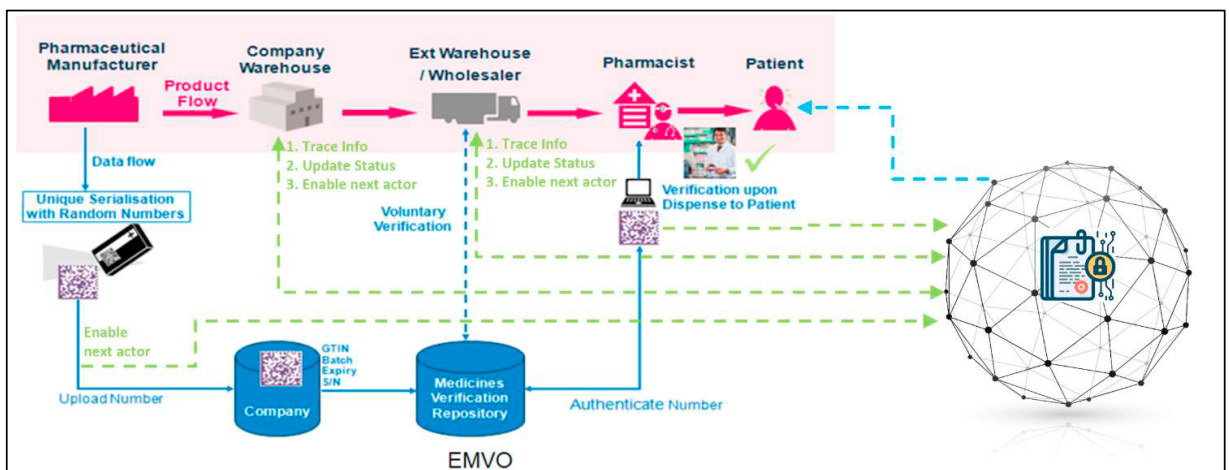 Pharmaceutical
Manufacturer
Product
Flow
Company
Warehouse
Ext Warehouse
/ Wholesaler
Pharmacist
Patient
Data flow
Unique Serialisation
with Random Numbers
1. Trace Info
2. Update Status
3. Enable next actor
Voluntary
Verification
1. Trace Info
2. Update Status
3. Enable next actor
Verification upon
Dispense to Patient
Enable
next actor
Upload Number
GTIN
Batch
Expiry
S/N
Company
Medicines
Verification
Repository
Authenticate Number
EMVO